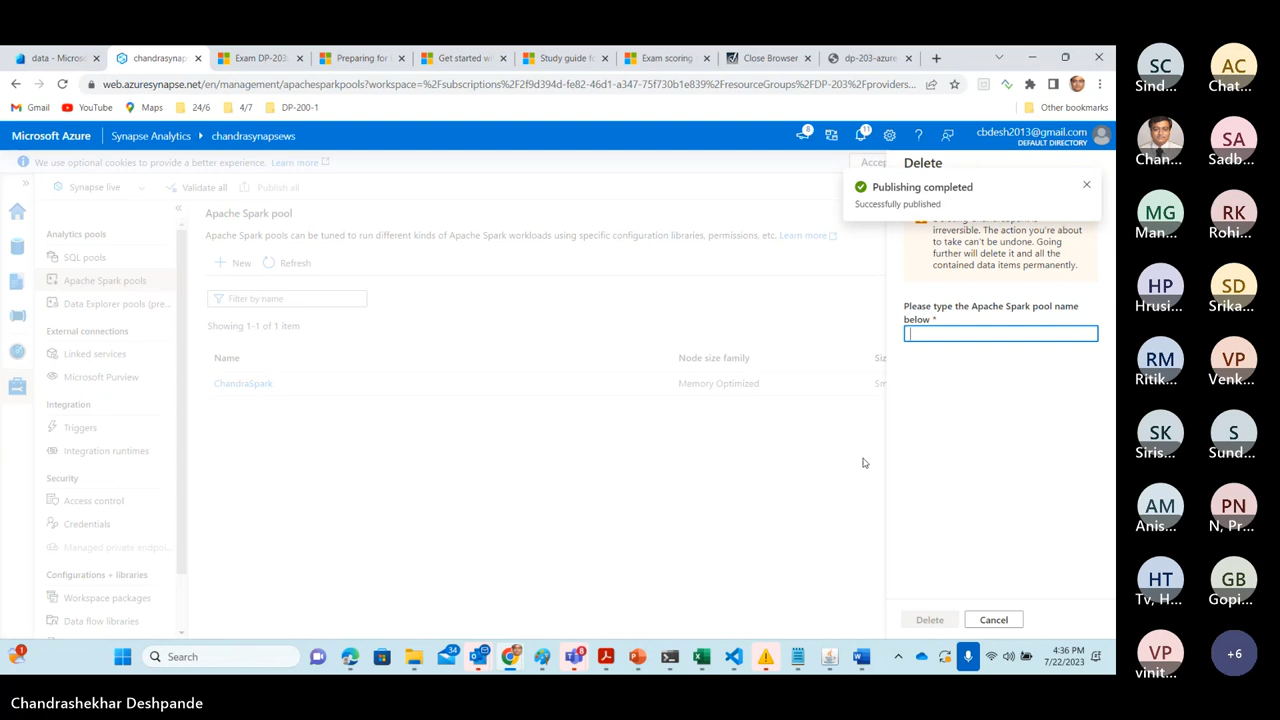 data - Micros
chandrasynap
Exam DP-203:
Preparing for
Get started w
Study guide fo
Exam scoring
Close Browser
dp-203-azure
web.azuresynapse.net/en/management/apachesparkpools?workspace=%2Fsubscriptions%2F2f9d394d-fe82-46d1-a347-75f730b1e839%2FresourceGroups%2FDP-203%2Fproviders...
Gmail
YouTube
Maps
24/6
4/7
DP-200-1
Other bookmarks
Microsoft Azure
Synapse Analytics
chandrasynapsews
8
11
cbdesh2013@gmail.com
DEFAULT DIRECTORY
We use optional cookies to provide a better experience. Learn more
Accep
Synapse live
Validate all
Publish all
Analytics pools
SQL pools
Apache Spark pools
Data Explorer pools (pre...
External connections
Linked services
Microsoft Purview
Integration
Triggers
Integration runtimes
Security
Access control
Credentials
Managed private endpoi...
Configurations + libraries
Workspace packages
Data flow libraries
Apache Spark pool
Apache Spark pools can be tuned to run different kinds of Apache Spark workloads using specific configuration libraries, permissions, etc. Learn more
New
Refresh
Filter by name
Showing 1-1 of 1 item
Name
Node size family
Siz
ChandraSpark
Memory Optimized
Sm
Delete
Publishing completed
Successfully published
irreversible. The action you're about
to take can't be undone. Going
further will delete it and all the
contained data items permanently.
Please type the Apache Spark pool name
below *
Delete
Cancel
1
Search
34
8
4:36 PM
7/22/2023
SC
Sind...
AC
Chat...
Chan...
SA
Sadb...
MG
Man...
RK
Rohi...
HP
Hrusi...
SD
Srika...
RM
Ritik...
VP
Venk...
SK
Siris...
S
Sund...
AM
Anis...
PN
N, Pr...
HT
Tv, H...
GB
Gopi...
VP
vinit...
+6
Chandrashekhar Deshpande